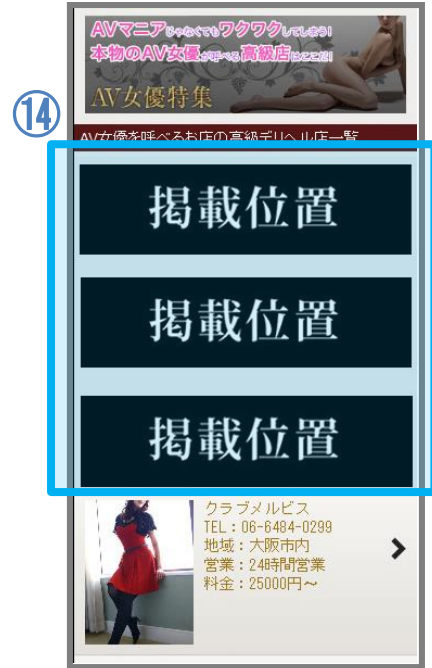 AVマニアじゃなくてもワクワクしてしまう!
本物のAV女優が呼べる高級店はここだ!
AV女優特集
⑭
AV女優を呼べるお店の高級デリヘル店一覧
掲載位置
掲載位置
掲載位置
クラブメルビス
TEL:06-6484-0299
地域:大阪市内
営業:24時間営業
料金:25000円~